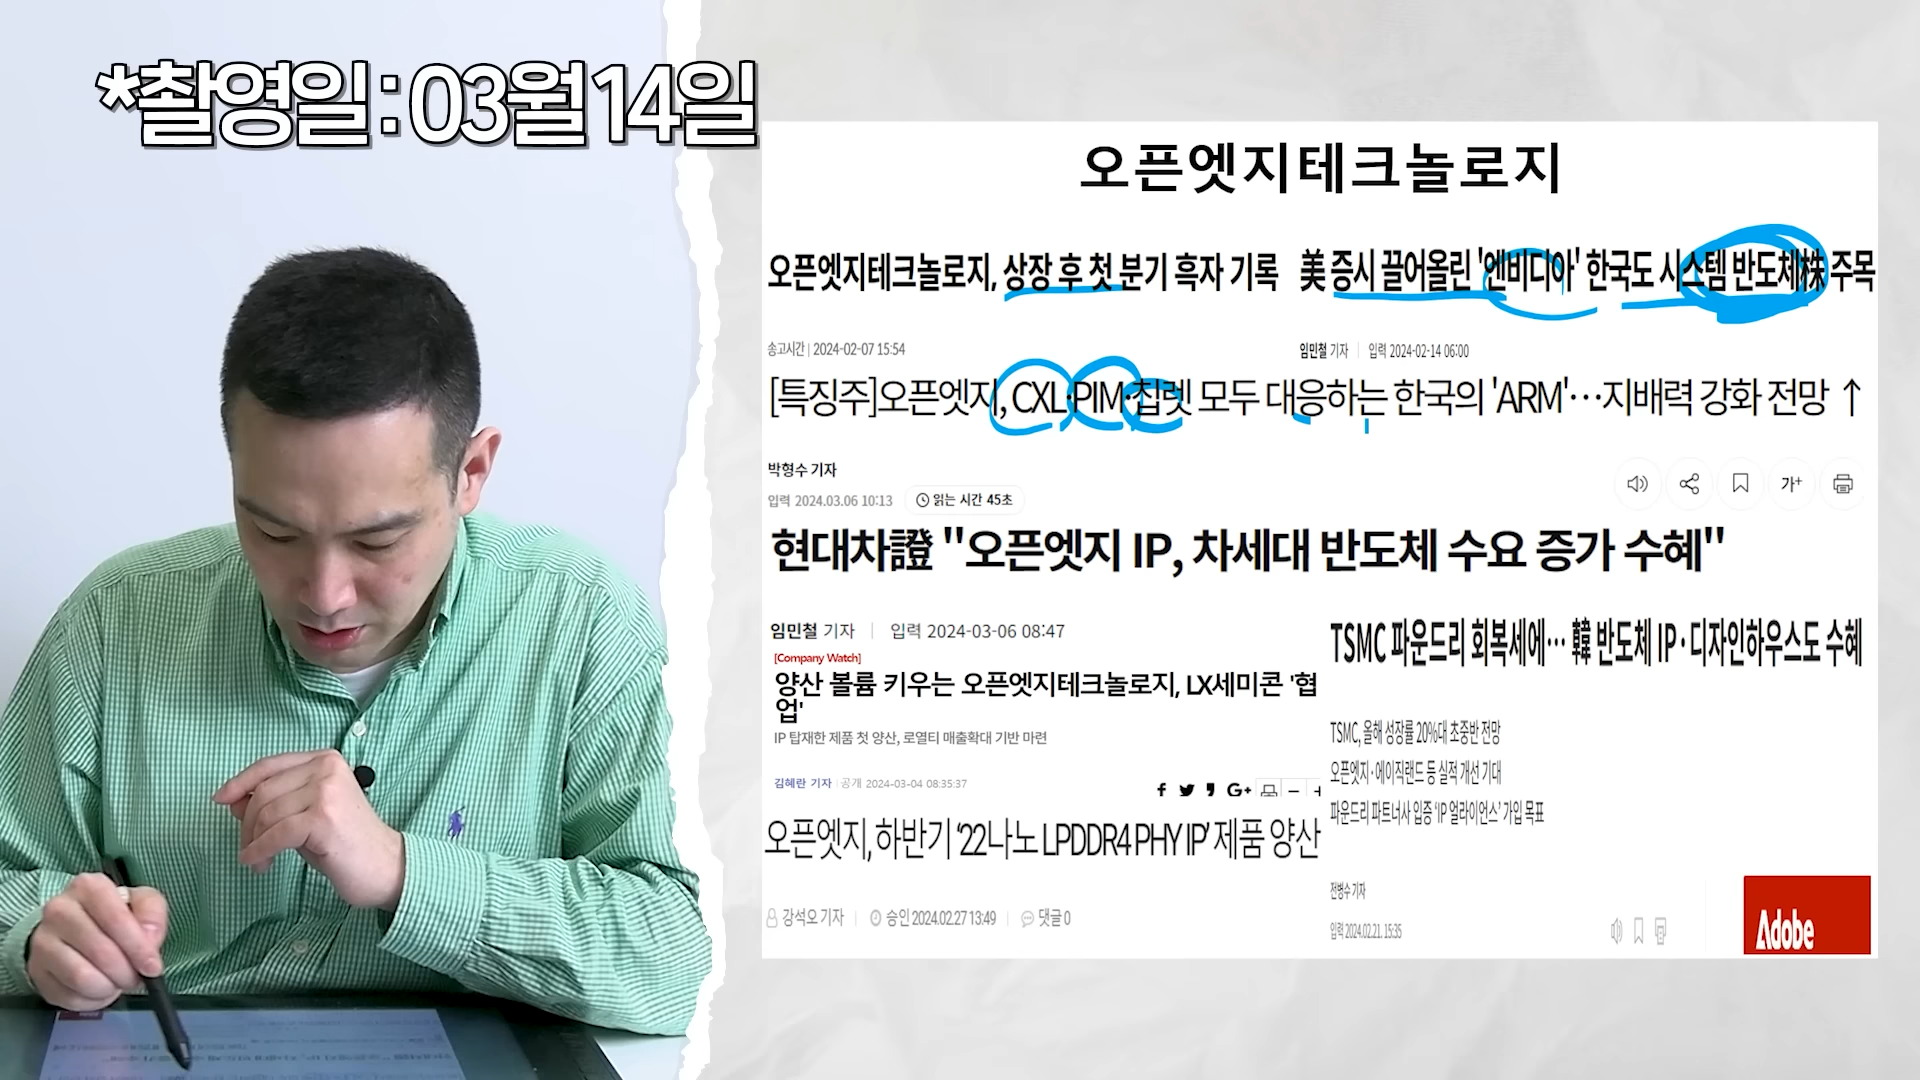 *촬영일:03월14일
오픈엣지테크놀로지
오픈엣지테크놀로지, 상장 후 첫 분기 흑자 기록
송고시간 | 2024-02-07 15:54
美 증시 끌어올린 '엔비디아' 한국도 시스템 반도체株 주목
임민철 기자 | 입력 2024-02-14 06:00
[특징주]오픈엣지, CXL·PIM·칩렛 모두 대응하는 한국의 'ARM'…지배력 강화 전망 ↑
박형수 기자
입력 2024.03.06 10:13 읽는 시간 45초
가+
현대차證 "오픈엣지 IP, 차세대 반도체 수요 증가 수혜"
임민철 기자 | 입력 2024-03-06 08:47
[Company Watch]
양산 볼륨 키우는 오픈엣지테크놀로지, LX세미콘 '협
업'
IP 탑재한 제품 첫 양산, 로열티 매출확대 기반 마련
김혜란 기자 | 공개 2024-03-04 08:35:37
오픈엣지, 하반기 '22나노 LPDDR4 PHY IP' 제품 양산
강석오 기자 | 승인 2024.02.27 13:49 | 댓글 0
TSMC 파운드리 회복세에… 韓 반도체 IP·디자인하우스도 수혜
TSMC, 올해 성장률 20%대 초중반 전망
오픈엣지·에이직랜드 등 실적 개선 기대
파운드리 파트너사 입증 'IP 얼라이언스' 가입 목표
전병수 기자
입력 2024.02.21. 15:35
Adobe